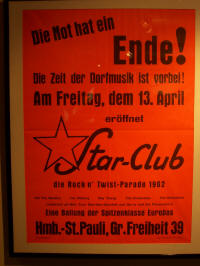 Die Not hat ein
Ende!
Die Zeit der Dorfmusik ist vorbei!
Am Freitag, dem 13. April
eröffnet
Star-Club
die Rock n' Twist-Parade 1962
Eine Ballung der Spitzenklasse Europas
Hmb.-St. Pauli, Gr. Freiheit 39